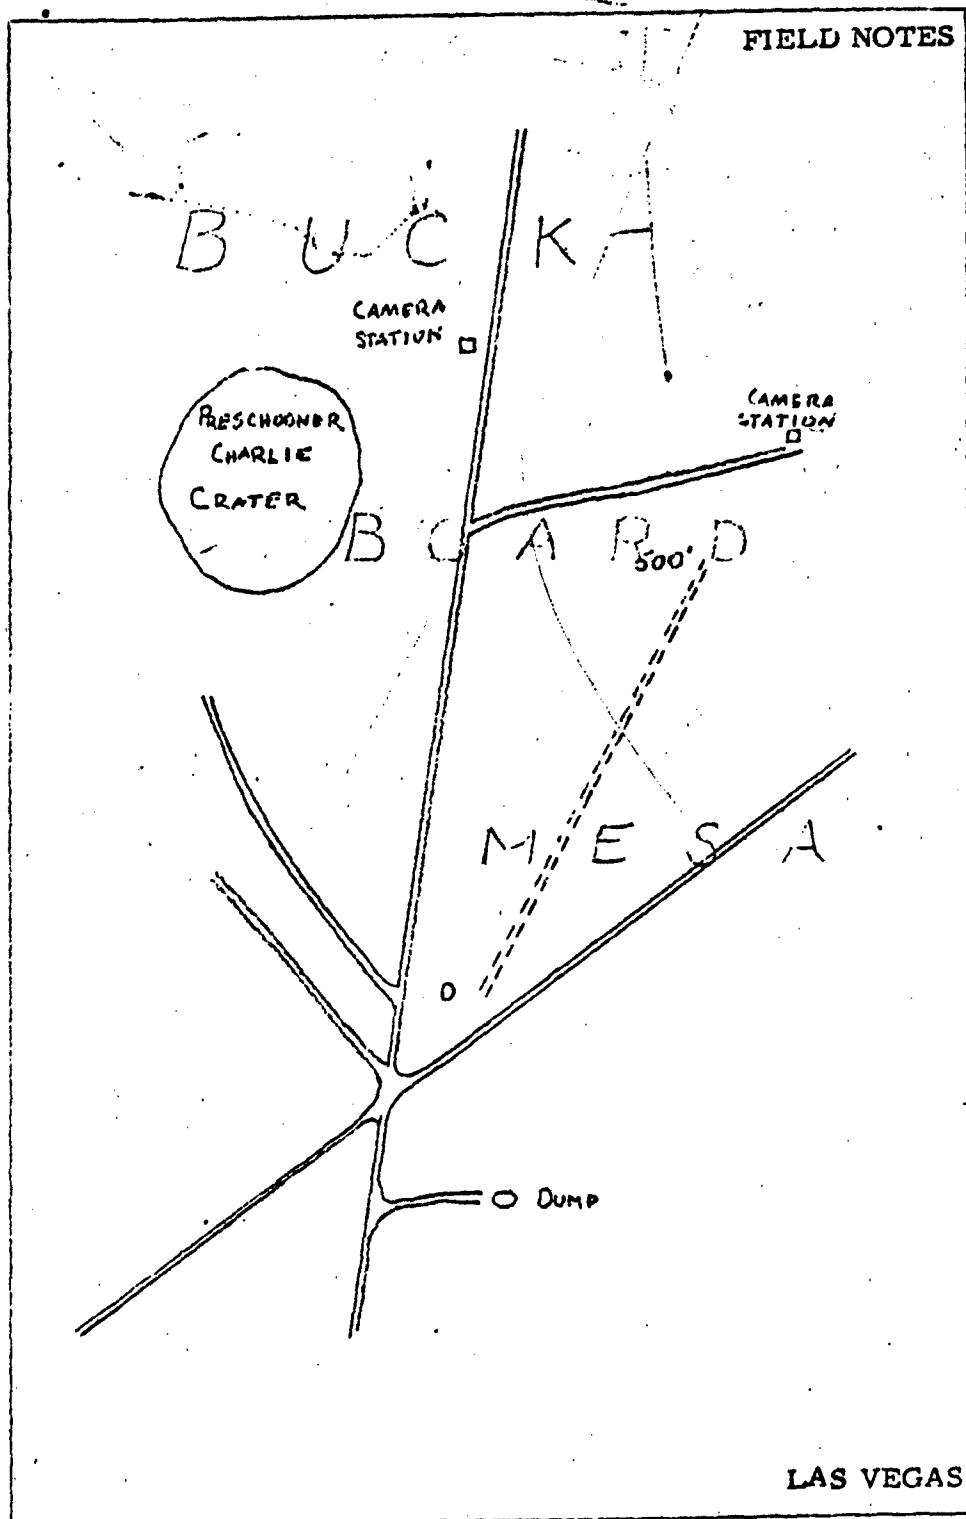 FIELD NOTES
B U C K
CAMERA
STATION
CAMERA
STATION
PRESCHOONER
CHARLIE
CRATER
B O A R D
500'
M E S A
O
DUMP
LAS VEGAS